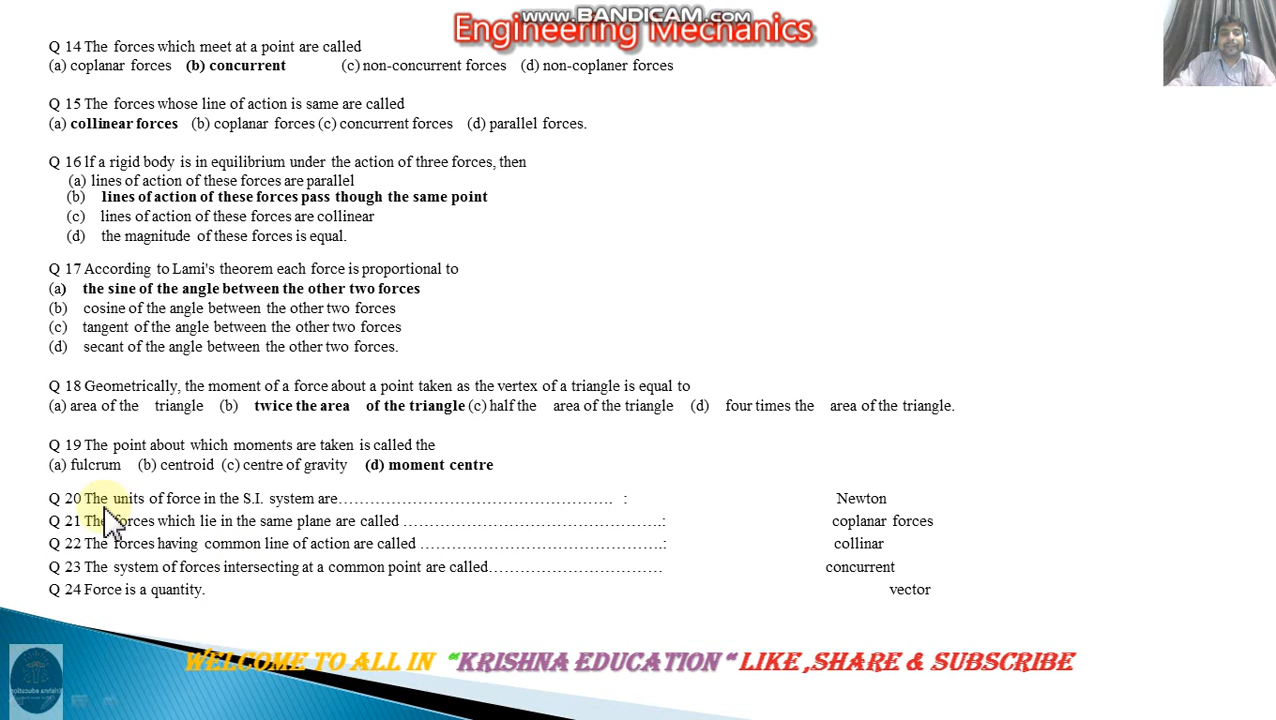 www.BANDICAM.com
Engineering Mechanics
Q 14 The forces which meet at a point are called
(a) coplanar forces (b) concurrent (c) non-concurrent forces (d) non-coplaner forces
Q 15 The forces whose line of action is same are called
(a) collinear forces (b) coplanar forces (c) concurrent forces (d) parallel forces.
Q 16 If a rigid body is in equilibrium under the action of three forces, then
(a) lines of action of these forces are parallel
(b) lines of action of these forces pass though the same point
(c) lines of action of these forces are collinear
(d) the magnitude of these forces is equal.
Q 17 According to Lami's theorem each force is proportional to
(a) the sine of the angle between the other two forces
(b) cosine of the angle between the other two forces
(c) tangent of the angle between the other two forces
(d) secant of the angle between the other two forces.
Q 18 Geometrically, the moment of a force about a point taken as the vertex of a triangle is equal to
(a) area of the triangle (b) twice the area of the triangle (c) half the area of the triangle (d) four times the area of the triangle.
Q 19 The point about which moments are taken is called the
(a) fulcrum (b) centroid (c) centre of gravity (d) moment centre
Q 20 The units of force in the S.I. system are……………………………………………. : Newton
Q 21 The forces which lie in the same plane are called …………………………………………: coplanar forces
Q 22 The forces having common line of action are called ………………………………………: collinar
Q 23 The system of forces intersecting at a common point are called…………………………… concurrent
Q 24 Force is a quantity. vector
WELCOME TO ALL IN “KRISHNA EDUCATION “ LIKE ,SHARE & SUBSCRIBE